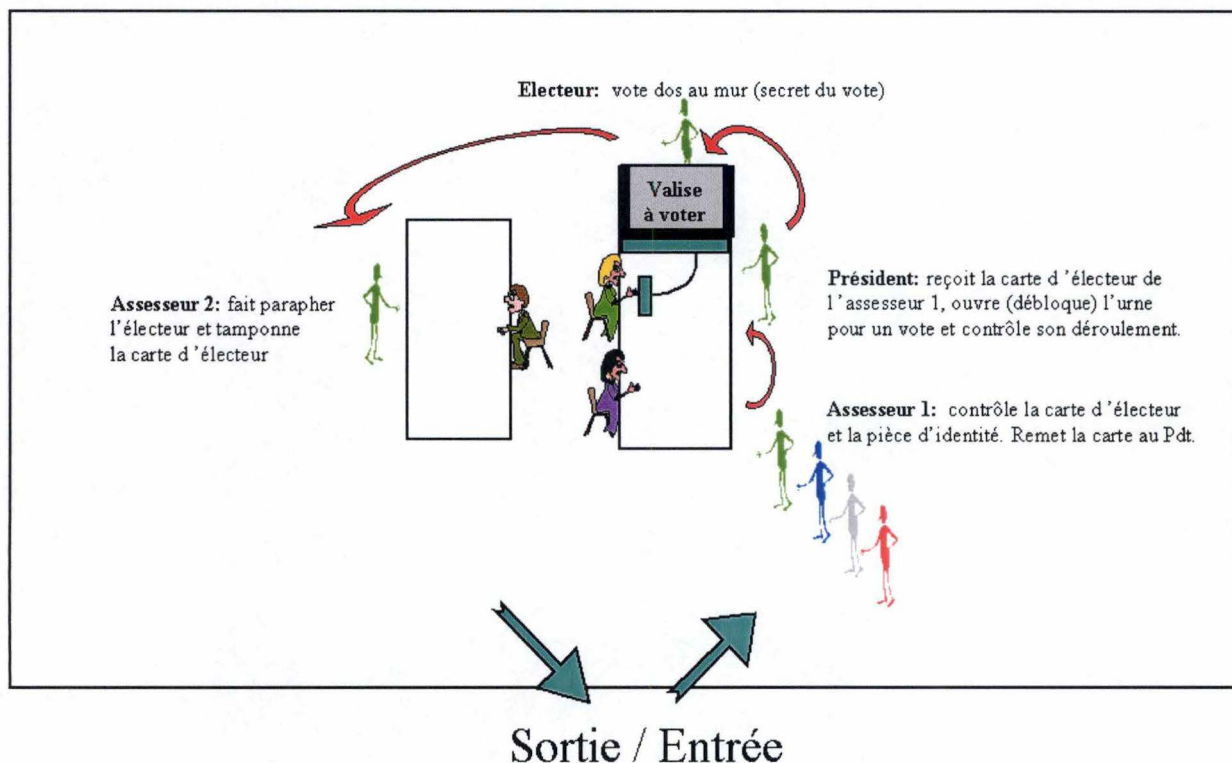 Electeur: vote dos au mur (secret du vote)
Valise
à voter
Assesseur 2: fait parapher
l'électeur et tamponne
la carte d 'électeur
Président: reçoit la carte d 'électeur de
l 'assesseur 1, ouvre (débloque) l'urne
pour un vote et contrôle son déroulement.
Assesseur 1: contrôle la carte d 'électeur
et la pièce d'identité. Remet la carte au Pdt.
Sortie / Entrée